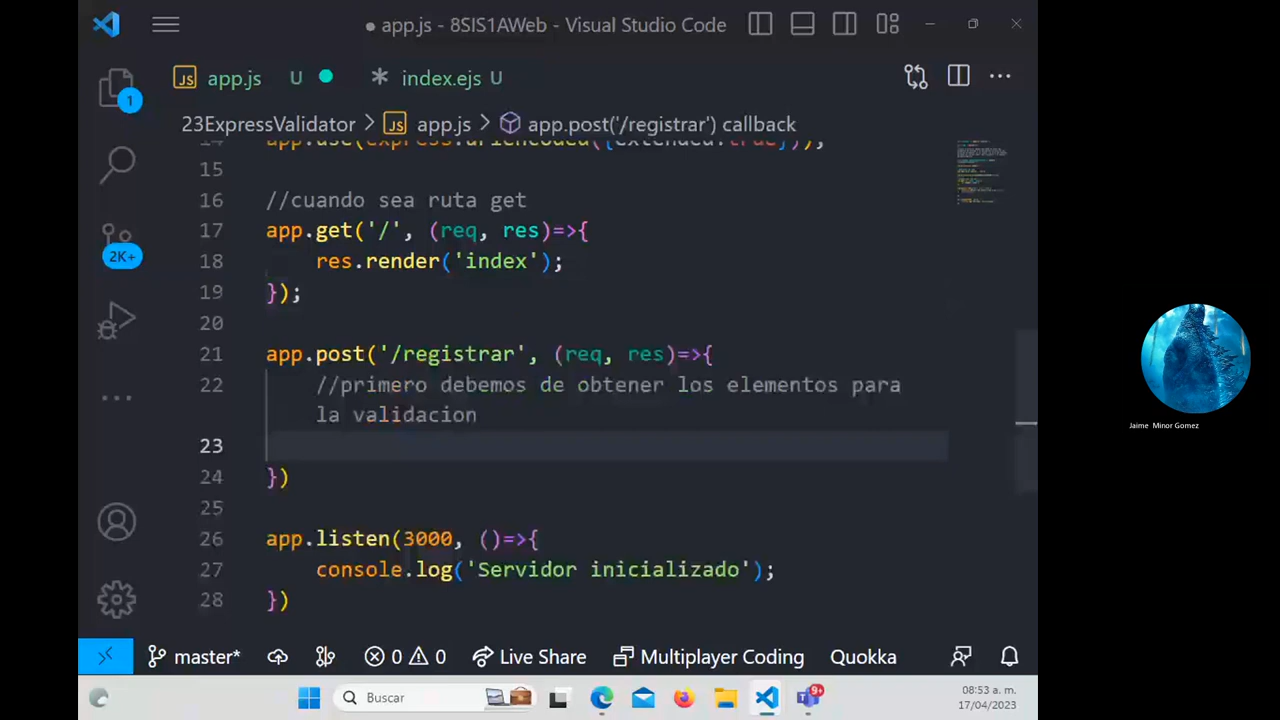 app.js - 8SIS1AWeb - Visual Studio Code
JS app.js U index.ejs U
23ExpressValidator > JS app.js > app.post('/registrar') callback
14 app.use(express.urlencoded({extended:true}));
15
16 //cuando sea ruta get
17 app.get('/', (req, res)=>{
18 res.render('index');
19 });
20
21 app.post('/registrar', (req, res)=>{
22 //primero debemos de obtener los elementos para
la validacion
23
24 })
25
26 app.listen(3000, ()=>{
27 console.log('Servidor inicializado');
28 })
1
2K+
master* 0 0 Live Share Multiplayer Coding Quokka
Buscar
9+
08:53 a. m.
17/04/2023
Jaime Minor Gomez